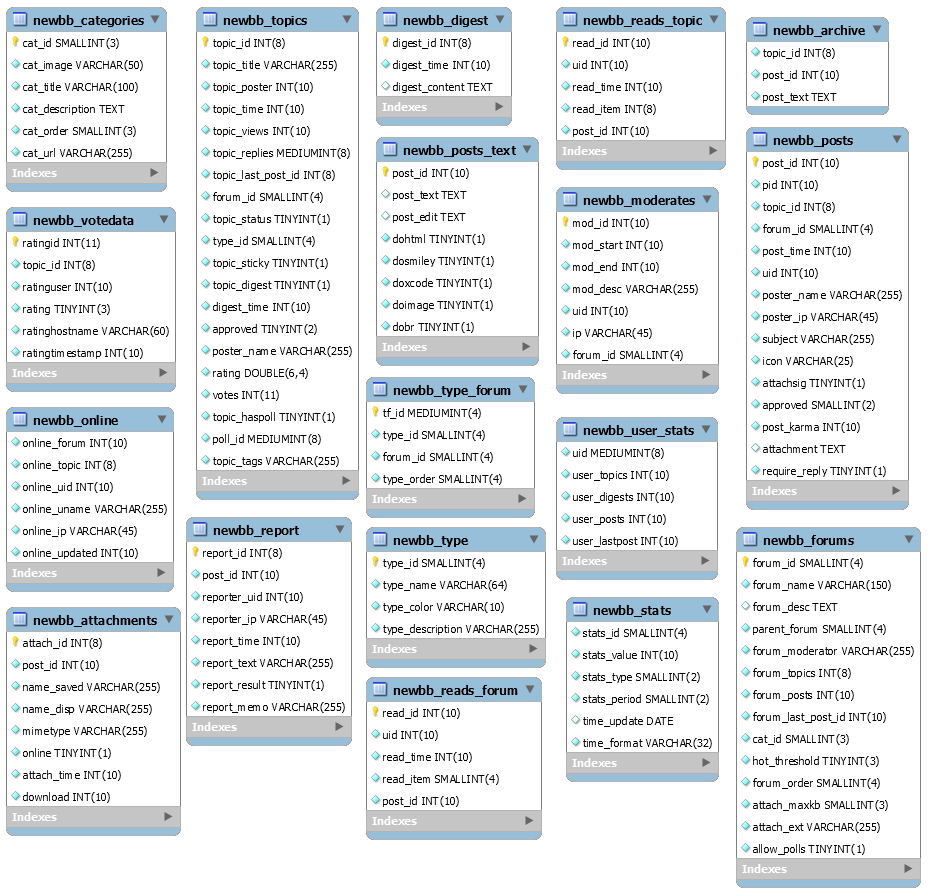 newbb_categories
cat_id SMALLINT(3)
cat_image VARCHAR(50)
cat_title VARCHAR(100)
cat_description TEXT
cat_order SMALLINT(3)
cat_url VARCHAR(255)
Indexes
newbb_votedata
ratingid INT(11)
topic_id INT(8)
ratinguser INT(10)
rating TINYINT(3)
ratinghostname VARCHAR(60)
ratingtimestamp INT(10)
Indexes
newbb_online
online_forum INT(10)
online_topic INT(8)
online_uid INT(10)
online_uname VARCHAR(255)
online_ip VARCHAR(45)
online_updated INT(10)
Indexes
newbb_attachments
attach_id INT(8)
post_id INT(10)
name_saved VARCHAR(255)
name_disp VARCHAR(255)
mimetype VARCHAR(255)
online TINYINT(1)
attach_time INT(10)
download INT(10)
Indexes
newbb_topics
topic_id INT(8)
topic_title VARCHAR(255)
topic_poster INT(10)
topic_time INT(10)
topic_views INT(10)
topic_replies MEDIUMINT(8)
topic_last_post_id INT(8)
forum_id SMALLINT(4)
topic_status TINYINT(1)
type_id SMALLINT(4)
topic_sticky TINYINT(1)
topic_digest TINYINT(1)
digest_time INT(10)
approved TINYINT(2)
poster_name VARCHAR(255)
rating DOUBLE(6,4)
votes INT(11)
topic_haspoll TINYINT(1)
poll_id MEDIUMINT(8)
topic_tags VARCHAR(255)
Indexes
newbb_report
report_id INT(8)
post_id INT(10)
reporter_uid INT(10)
reporter_ip VARCHAR(45)
report_time INT(10)
report_text VARCHAR(255)
report_result TINYINT(1)
report_memo VARCHAR(255)
Indexes
newbb_digest
digest_id INT(8)
digest_time INT(10)
digest_content TEXT
Indexes
newbb_posts_text
post_id INT(10)
post_text TEXT
post_edit TEXT
dohtml TINYINT(1)
dosmiley TINYINT(1)
doxcode TINYINT(1)
doimage TINYINT(1)
dobr TINYINT(1)
Indexes
newbb_type_forum
tf_id MEDIUMINT(4)
type_id SMALLINT(4)
forum_id SMALLINT(4)
type_order SMALLINT(4)
Indexes
newbb_type
type_id SMALLINT(4)
type_name VARCHAR(64)
type_color VARCHAR(10)
type_description VARCHAR(255)
Indexes
newbb_reads_forum
read_id INT(10)
uid INT(10)
read_time INT(10)
read_item SMALLINT(4)
post_id INT(10)
Indexes
newbb_reads_topic
read_id INT(10)
uid INT(10)
read_time INT(10)
read_item INT(8)
post_id INT(10)
Indexes
newbb_moderates
mod_id INT(10)
mod_start INT(10)
mod_end INT(10)
mod_desc VARCHAR(255)
uid INT(10)
ip VARCHAR(45)
forum_id SMALLINT(4)
Indexes
newbb_user_stats
uid MEDIUMINT(8)
user_topics INT(10)
user_digests INT(10)
user_posts INT(10)
user_lastpost INT(10)
Indexes
newbb_stats
stats_id SMALLINT(4)
stats_value INT(10)
stats_type SMALLINT(2)
stats_period SMALLINT(2)
time_update DATE
time_format VARCHAR(32)
Indexes
newbb_archive
topic_id INT(8)
post_id INT(10)
post_text TEXT
newbb_posts
post_id INT(10)
pid INT(10)
topic_id INT(8)
forum_id SMALLINT(4)
post_time INT(10)
uid INT(10)
poster_name VARCHAR(255)
poster_ip VARCHAR(45)
subject VARCHAR(255)
icon VARCHAR(25)
attachsig TINYINT(1)
approved SMALLINT(2)
post_karma INT(10)
attachment TEXT
require_reply TINYINT(1)
Indexes
newbb_forums
forum_id SMALLINT(4)
forum_name VARCHAR(150)
forum_desc TEXT
parent_forum SMALLINT(4)
forum_moderator VARCHAR(255)
forum_topics INT(8)
forum_posts INT(10)
forum_last_post_id INT(10)
cat_id SMALLINT(3)
hot_threshold TINYINT(3)
forum_order SMALLINT(4)
attach_maxkb SMALLINT(3)
attach_ext VARCHAR(255)
allow_polls TINYINT(1)
Indexes